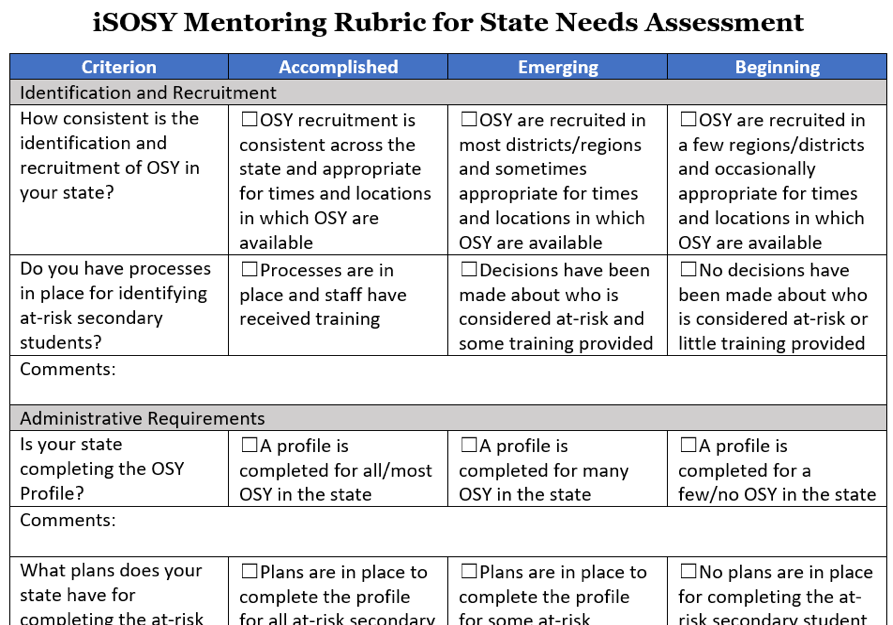 iSOSY Mentoring Rubric for State Needs Assessment
Criterion Accomplished Emerging Beginning
Identification and Recruitment
How consistent is the
identification and
recruitment of OSY in
your state?
☐OSY recruitment is
consistent across the
state and appropriate
for times and locations
in which OSY are
available
☐OSY are recruited in
most districts/regions
and sometimes
appropriate for times
and locations in which
OSY are available
☐OSY are recruited in
a few regions/districts
and occasionally
appropriate for times
and locations in which
OSY are available
Do you have processes
in place for identifying
at-risk secondary
students?
☐Processes are in
place and staff have
received training
☐Decisions have been
made about who is
considered at-risk and
some training provided
☐No decisions have
been made about who
is considered at-risk or
little training provided
Comments:
Administrative Requirements
Is your state
completing the OSY
Profile?
☐A profile is
completed for all/most
OSY in the state
☐A profile is
completed for many
OSY in the state
☐A profile is
completed for a
few/no OSY in the state
Comments:
What plans does your
state have for
completing the at-risk
☐Plans are in place to
complete the profile
for all at-risk secondary
☐Plans are in place to
complete the profile
for some at-risk
☐No plans are in place
for completing the at-
risk secondary student